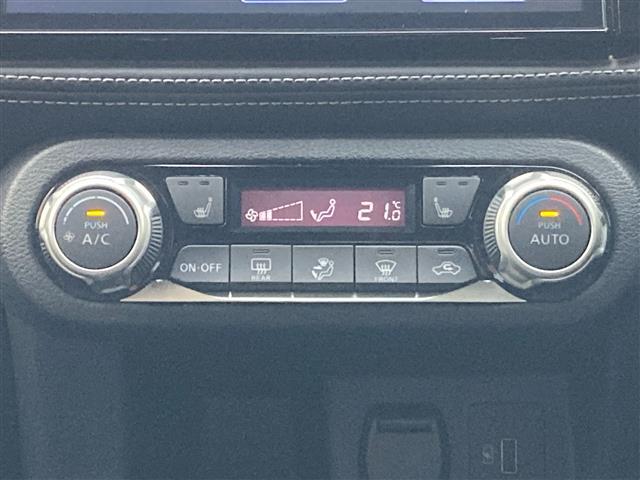 PUSH
A/C
21.0 °C
PUSH
AUTO
ON·OFF
REAR
FRONT